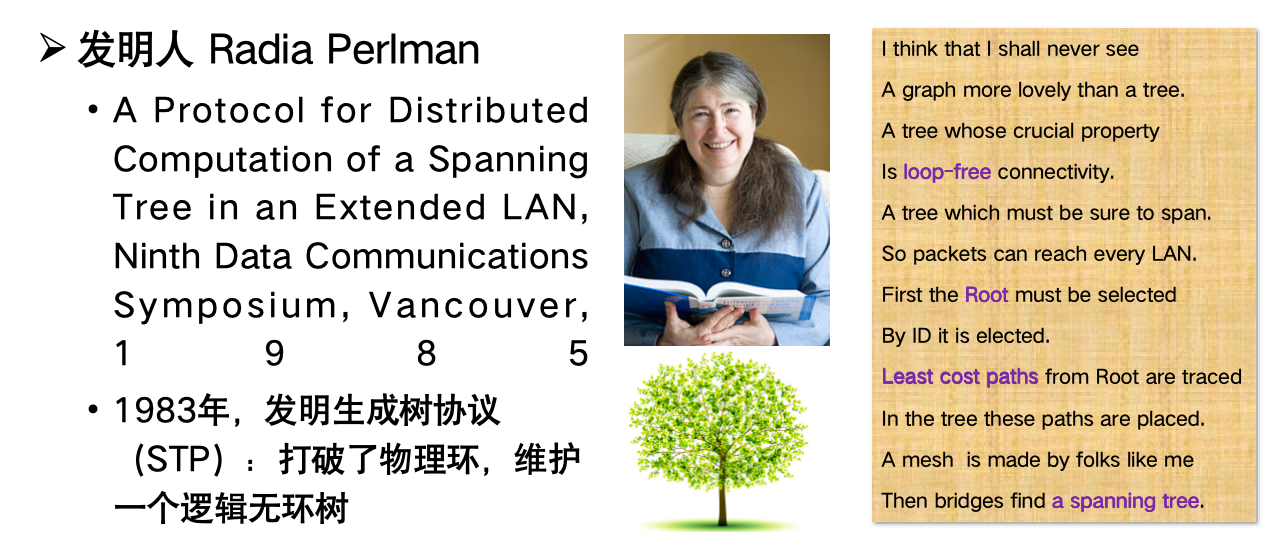 ➢ 发明人 Radia Perlman
• A Protocol for Distributed
Computation of a Spanning
Tree in an Extended LAN,
Ninth Data Communications
Symposium, Vancouver,
1 9 8 5
• 1983年，发明生成树协议
（STP）：打破了物理环，维护
一个逻辑无环树
I think that I shall never see
A graph more lovely than a tree.
A tree whose crucial property
Is loop-free connectivity.
A tree which must be sure to span.
So packets can reach every LAN.
First the Root must be selected
By ID it is elected.
Least cost paths from Root are traced
In the tree these paths are placed.
A mesh  is made by folks like me
Then bridges find a spanning tree.